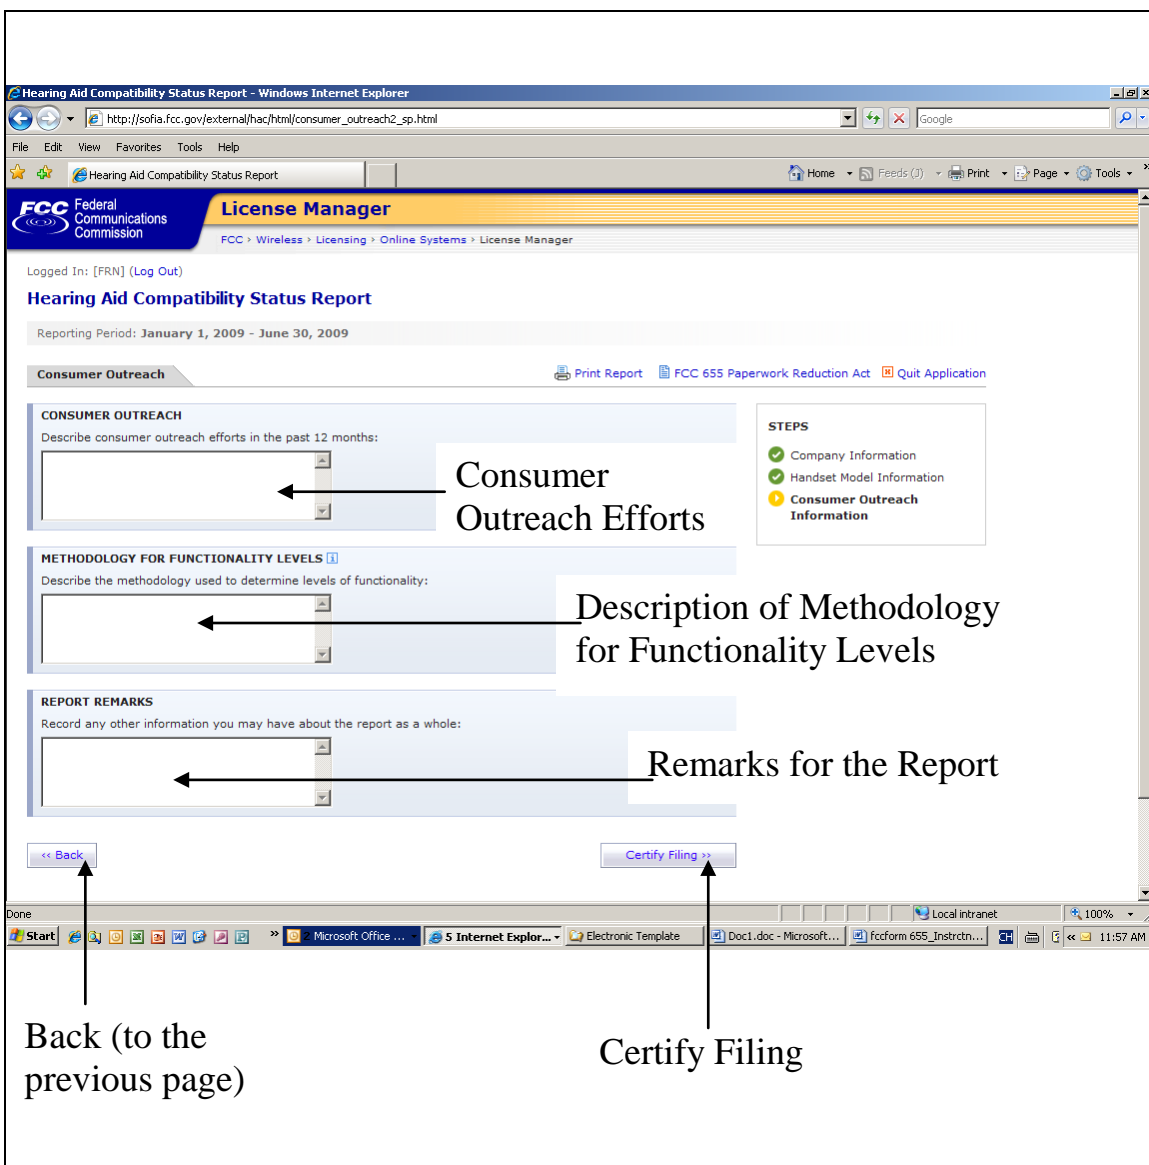 Hearing Aid Compatibility Status Report - Windows Internet Explorer
http://sofia.fcc.gov/external/hac/html/consumer_outreach2_sp.html
Google
File Edit View Favorites Tools Help
Hearing Aid Compatibility Status Report
Home Feeds (J) Print Page Tools »
FCC Federal Communications Commission
License Manager
FCC > Wireless > Licensing > Online Systems > License Manager
Logged In: [FRN] (Log Out)
Hearing Aid Compatibility Status Report
Reporting Period: January 1, 2009 - June 30, 2009
Consumer Outreach
Print Report FCC 655 Paperwork Reduction Act Quit Application
CONSUMER OUTREACH
Describe consumer outreach efforts in the past 12 months:
Consumer
Outreach Efforts
STEPS
Company Information
Handset Model Information
Consumer Outreach
Information
METHODOLOGY FOR FUNCTIONALITY LEVELS
Describe the methodology used to determine levels of functionality:
Description of Methodology
for Functionality Levels
REPORT REMARKS
Record any other information you may have about the report as a whole:
Remarks for the Report
<< Back
Certify Filing >>
Done
Local intranet
100%
Start » 2 Microsoft Office ... 5 Internet Explor... Electronic Template Doc1.doc - Microsoft... fccform 655_Instrctn... CH « 11:57 AM
Back (to the
previous page)
Certify Filing